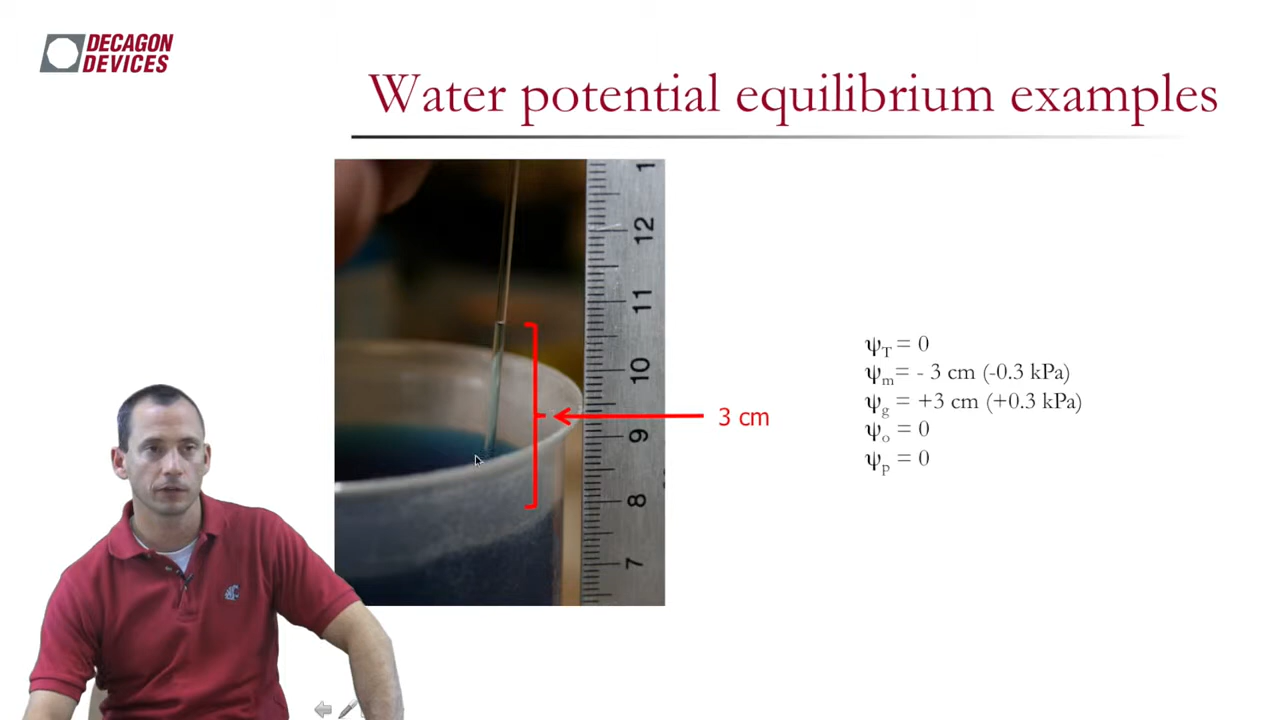 DECAGON
DEVICES
Water potential equilibrium examples
1
12
11
10
9
8
7
3 cm
ψT = 0
ψm= - 3 cm (-0.3 kPa)
ψg = +3 cm (+0.3 kPa)
ψo = 0
ψp = 0